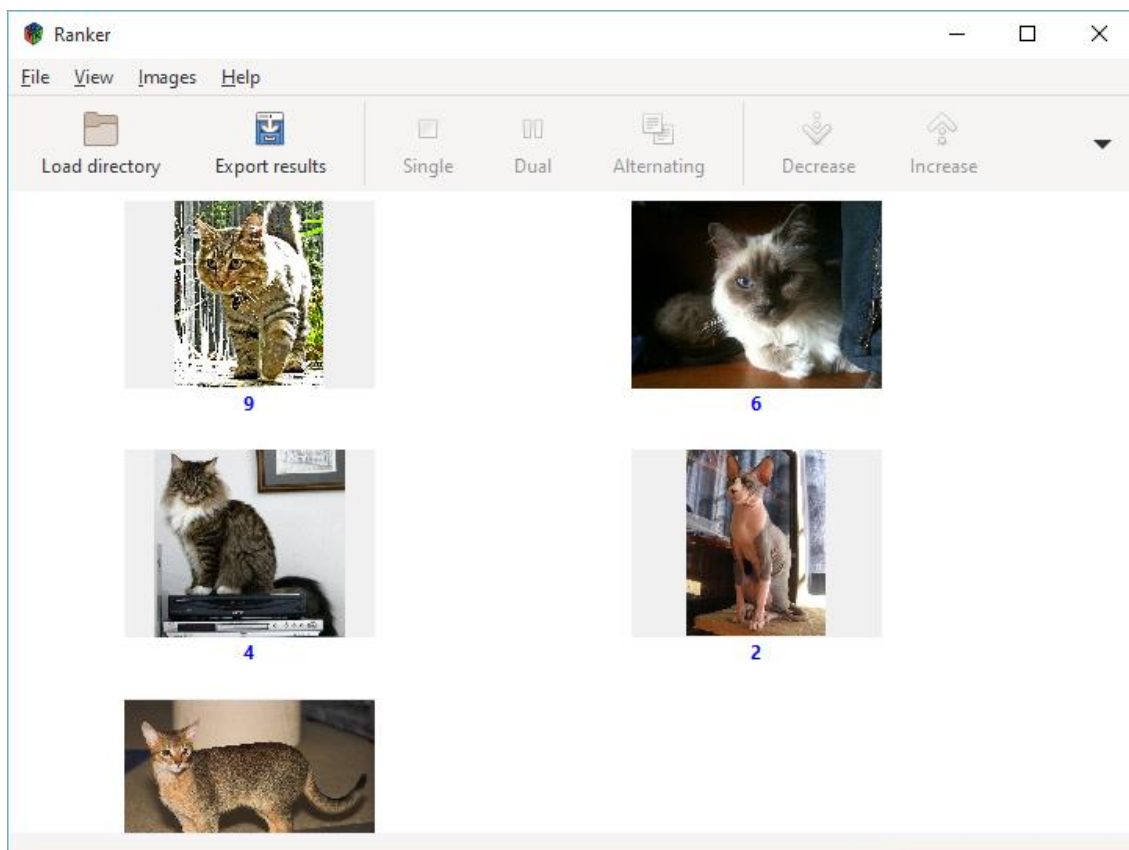 Ranker
File View Images Help
Load directory Export results Single Dual Alternating Decrease Increase
9 6
4 2